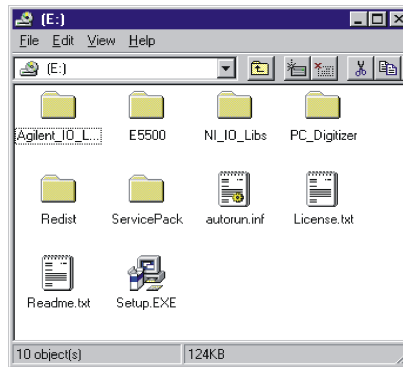 (E:)
File Edit View Help
(E:)
Agilent_IO_L... E5500 NI_IO_Libs PC_Digitizer
Redist ServicePack autorun.inf License.txt
Readme.txt Setup.EXE
10 object(s) 124KB